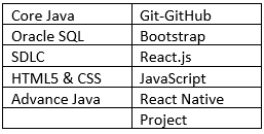 Core Java Git-GitHub
Oracle SQL Bootstrap
SDLC React.js
HTML5 & CSS JavaScript
Advance Java React Native
Project